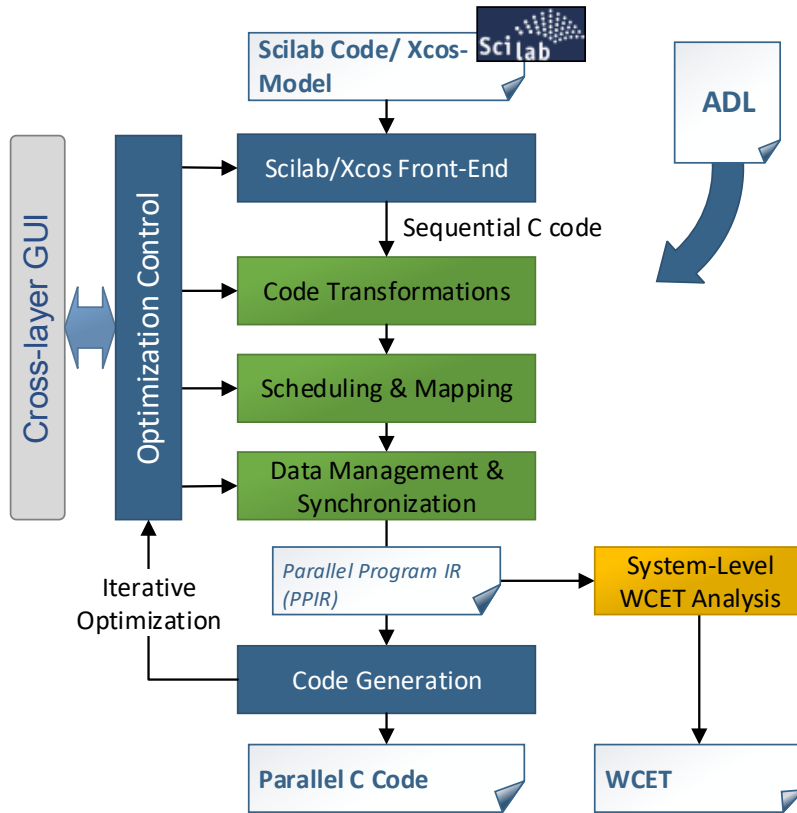 Scilab Code/ Xcos-
Model
Sci
lab
ADL
Scilab/Xcos Front-End
Sequential C code
Cross-layer GUI
Optimization Control
Code Transformations
Scheduling & Mapping
Data Management &
Synchronization
Iterative
Optimization
Parallel Program IR
(PPIR)
System-Level
WCET Analysis
Code Generation
Parallel C Code
WCET